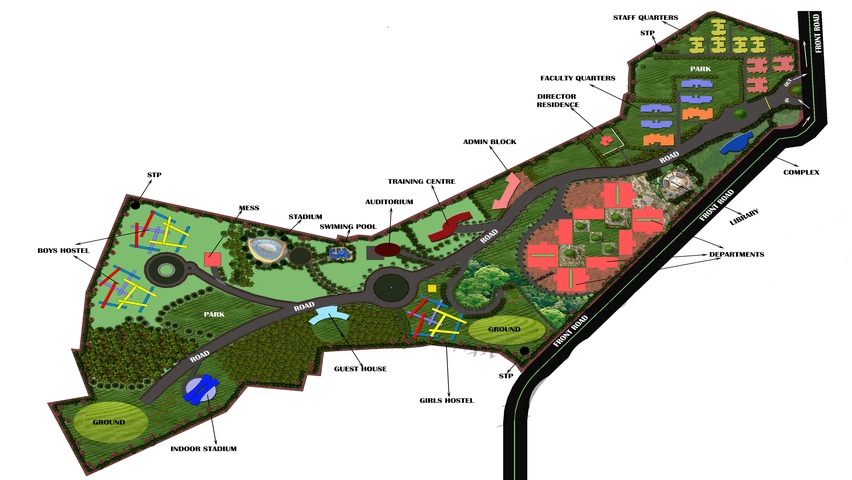 STAFF QUARTERS
STP
FRONT ROAD
PARK
FACULTY QUARTERS
OUT
IN
DIRECTOR
RESIDENCE
ADMIN BLOCK
ROAD
COMPLEX
STP
TRAINING CENTRE
AUDITORIUM
MESS
STADIUM
SWIMING POOL
FRONT ROAD
LIBRARY
BOYS HOSTEL
ROAD
DEPARTMENTS
PARK
ROAD
GROUND
FRONT ROAD
ROAD
GUEST HOUSE
STP
GIRLS HOSTEL
GROUND
INDOOR STADIUM